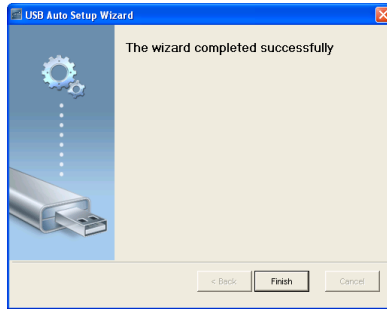 USB Auto Setup Wizard
The wizard completed successfully
< Back
Finish
Cancel